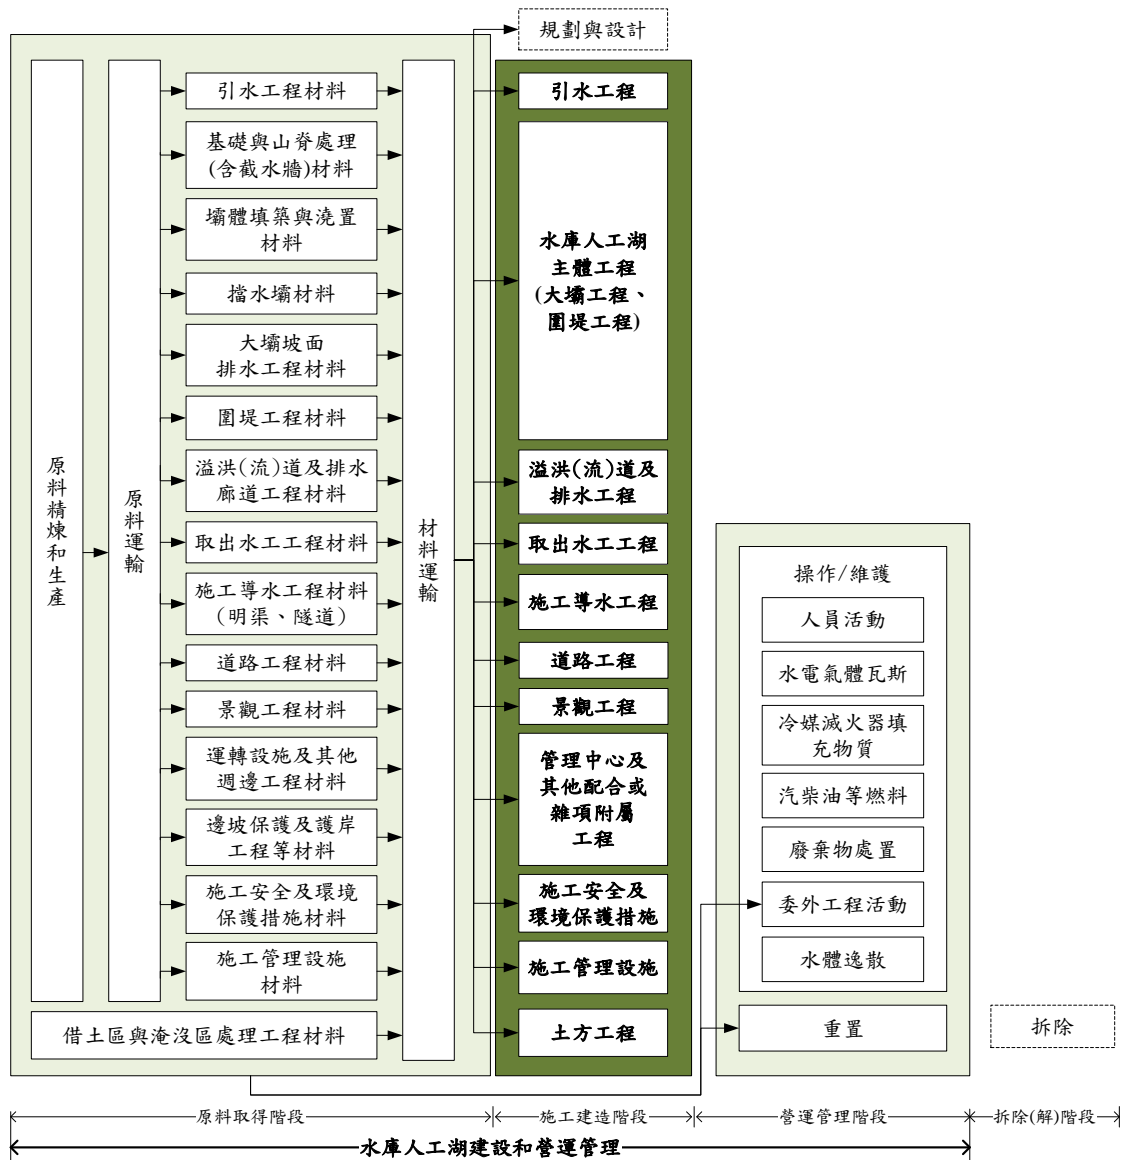 規劃與設計
原料精煉和生產
原料運輸
引水工程材料
基礎與山脊處理
(含截水牆)材料
壩體填築與澆置
材料
擋水壩材料
大壩坡面
排水工程材料
圍堤工程材料
溢洪(流)道及排水
廊道工程材料
取出水工工程材料
施工導水工程材料
(明渠、隧道)
道路工程材料
景觀工程材料
運轉設施及其他
週邊工程材料
邊坡保護及護岸
工程等材料
施工安全及環境
保護措施材料
施工管理設施
材料
借土區與淹沒區處理工程材料
材料運輸
引水工程
水庫人工湖
主體工程
(大壩工程、
圍堤工程)
溢洪(流)道及
排水工程
取出水工工程
施工導水工程
道路工程
景觀工程
管理中心及
其他配合或
雜項附屬
工程
施工安全及
環境保護措施
施工管理設施
土方工程
操作/維護
人員活動
水電氣體瓦斯
冷媒滅火器填
充物質
汽柴油等燃料
廢棄物處置
委外工程活動
水體逸散
重置
拆除
原料取得階段
施工建造階段
營運管理階段
拆除(解)階段
水庫人工湖建設和營運管理